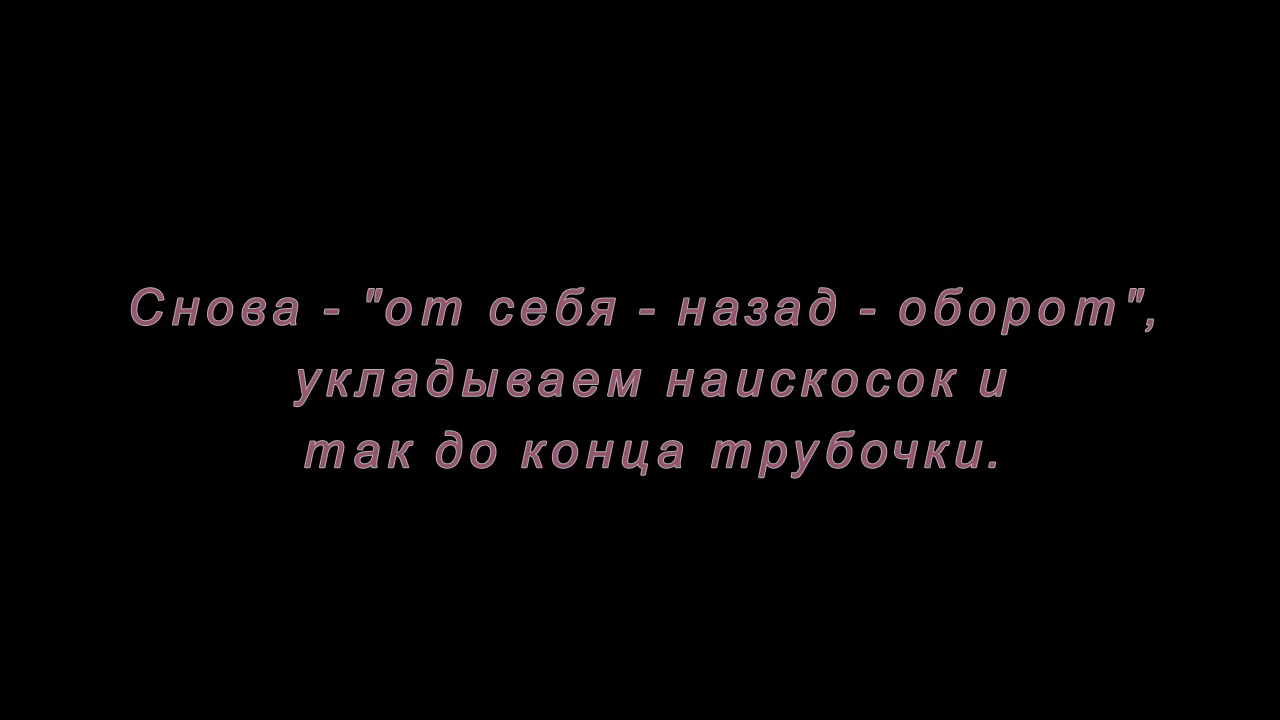 Снова - "от себя - назад - оборот",
укладываем наискосок и
так до конца трубочки.